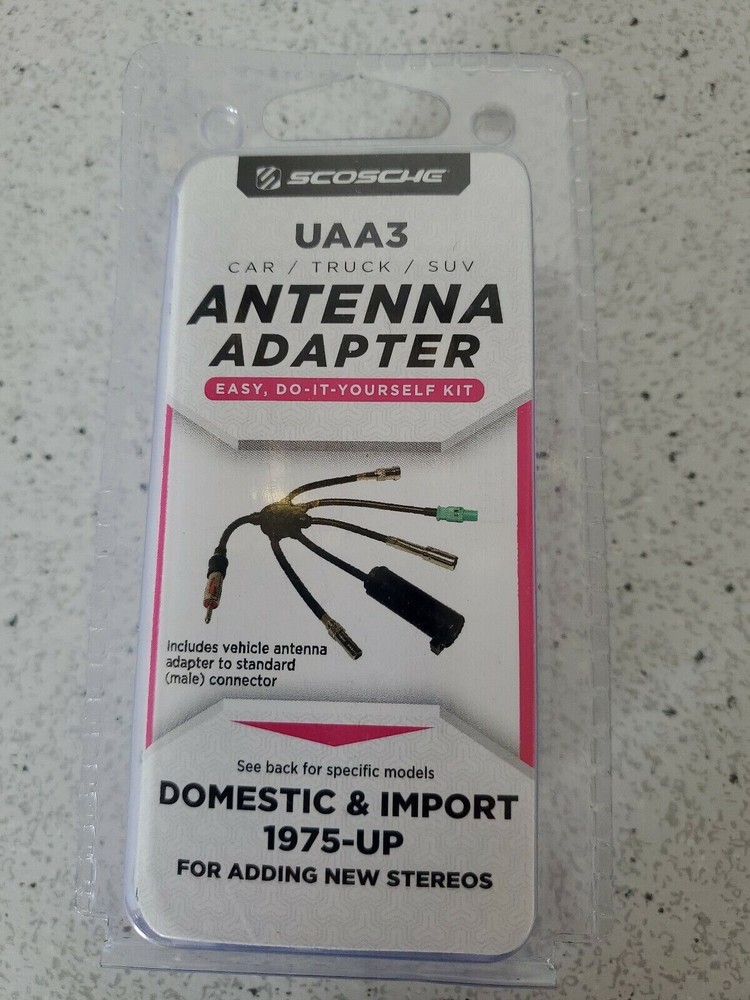 SCOSCHE
UAA3
CAR / TRUCK / SUV
ANTENNA
ADAPTER
EASY, DO-IT-YOURSELF KIT
Includes vehicle antenna
adapter to standard
(male) connector
See back for specific models
DOMESTIC & IMPORT
1975-UP
FOR ADDING NEW STEREOS